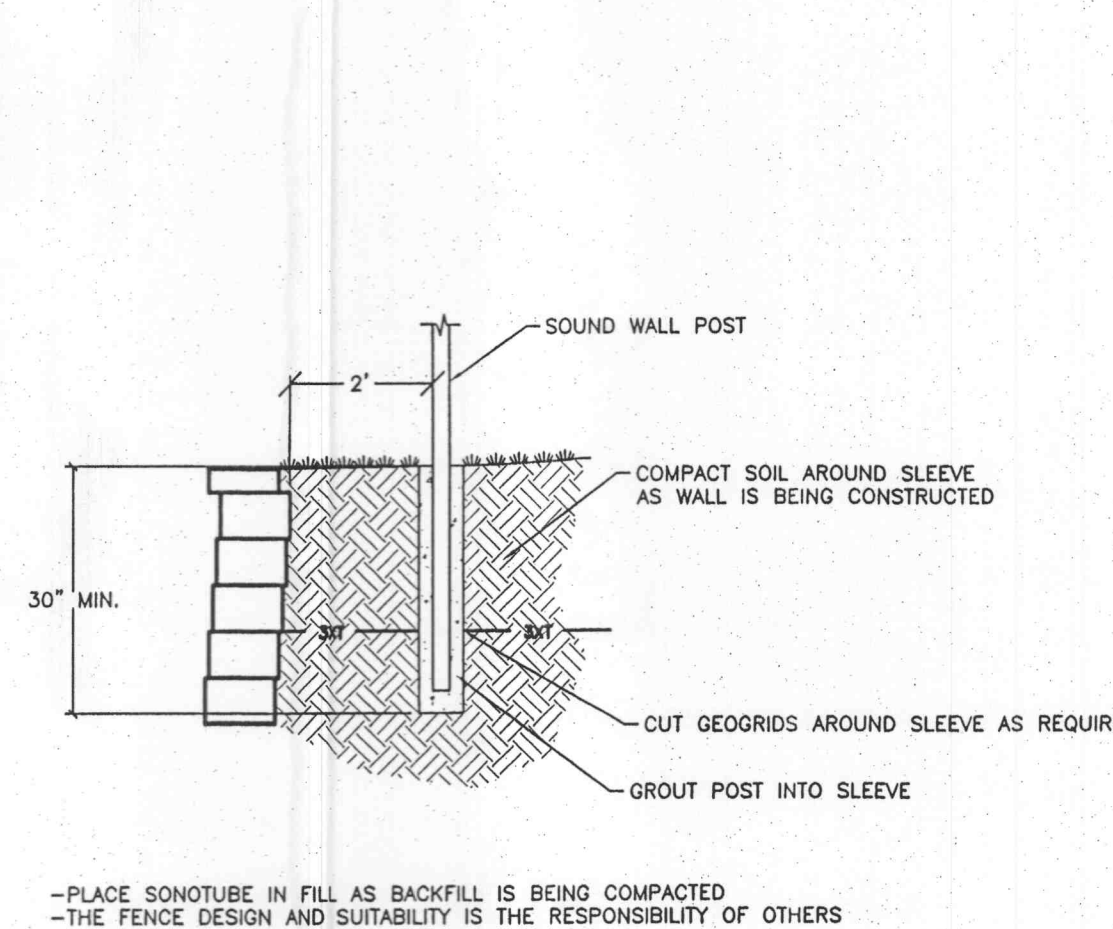 SOUND WALL POST
2'
COMPACT SOIL AROUND SLEEVE
AS WALL IS BEING CONSTRUCTED
30" MIN.
3XT 3XT
CUT GEOGRIDS AROUND SLEEVE AS REQUIR
GROUT POST INTO SLEEVE
-PLACE SONOTUBE IN FILL AS BACKFILL IS BEING COMPACTED
-THE FENCE DESIGN AND SUITABILITY IS THE RESPONSIBILITY OF OTHERS